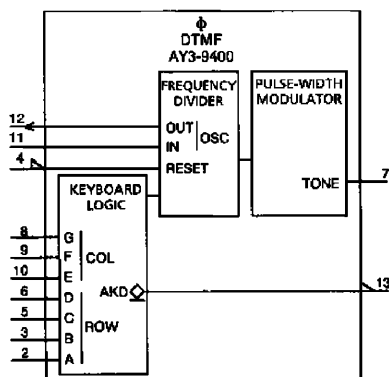 ϕ
DTMF
AY3-9400
FREQUENCY DIVIDER
PULSE-WIDTH MODULATOR
12
OUT
OSC
11
IN
4
RESET
TONE
7
KEYBOARD LOGIC
8
G
9
F
COL
10
E
AKD
13
6
D
5
C
ROW
3
B
2
A